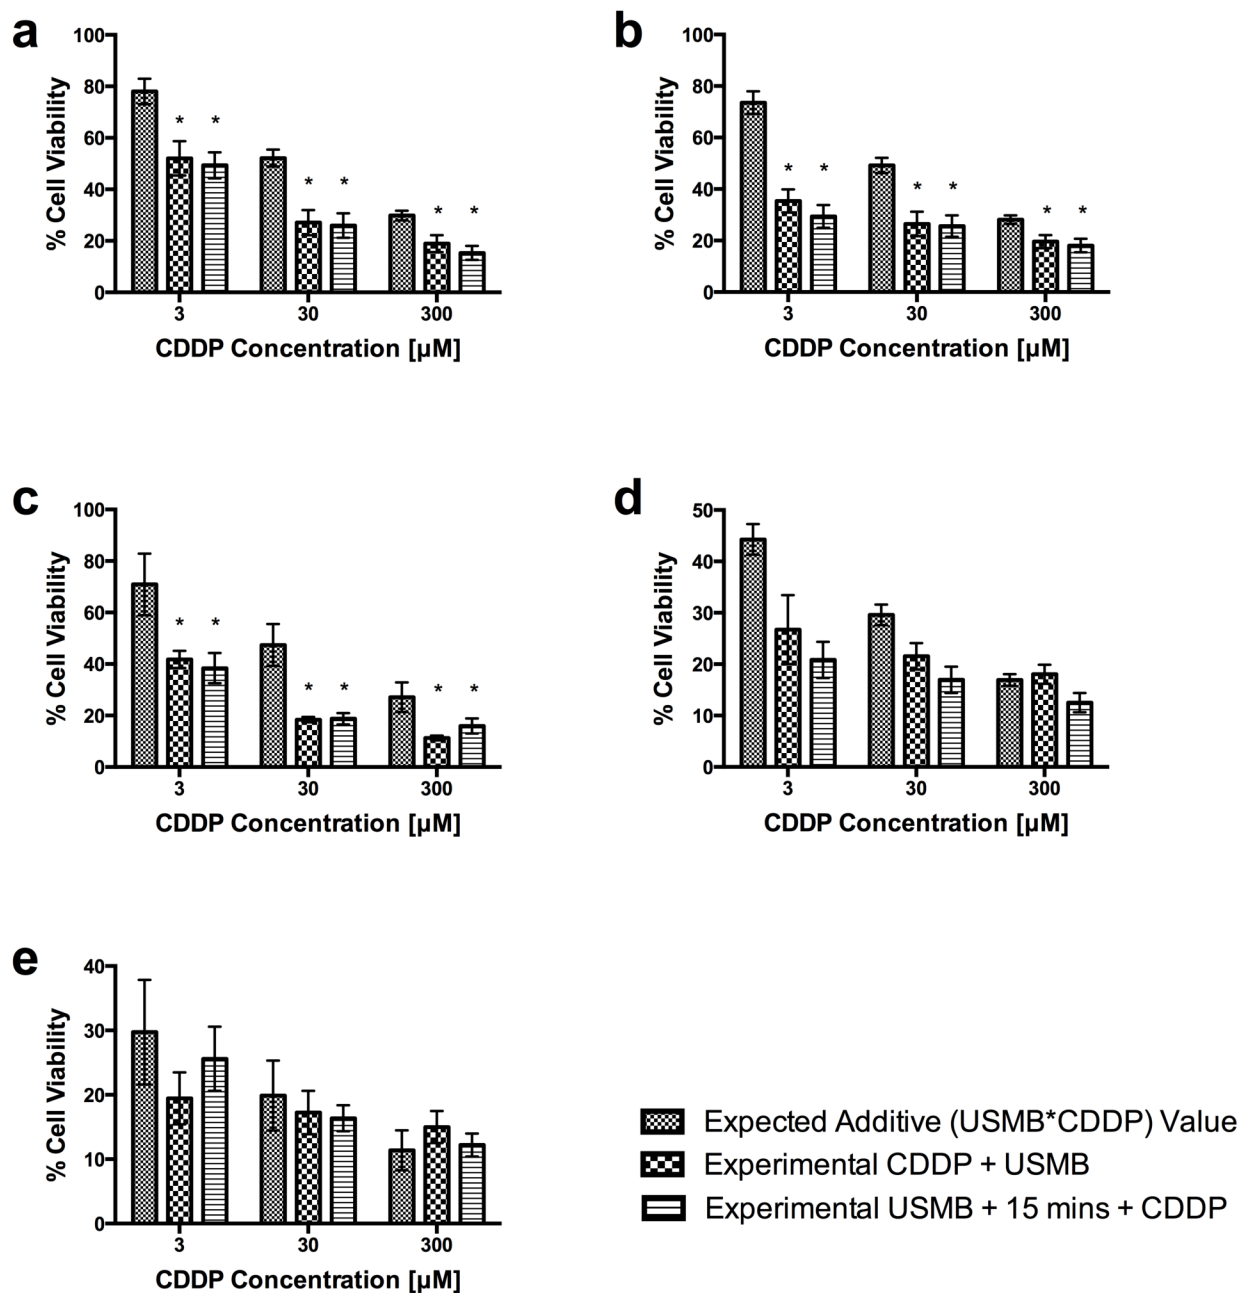 a
100
80
60
40
20
0
% Cell Viability
* * * * * *
3 30 300
CDDP Concentration [µM]
b
100
80
60
40
20
0
% Cell Viability
* * * * * *
3 30 300
CDDP Concentration [µM]
c
100
80
60
40
20
0
% Cell Viability
* * * * * *
3 30 300
CDDP Concentration [µM]
d
50
40
30
20
10
0
% Cell Viability
3 30 300
CDDP Concentration [µM]
e
40
30
20
10
0
% Cell Viability
3 30 300
CDDP Concentration [µM]
Expected Additive (USMB*CDDP) Value
Experimental CDDP + USMB
Experimental USMB + 15 mins + CDDP